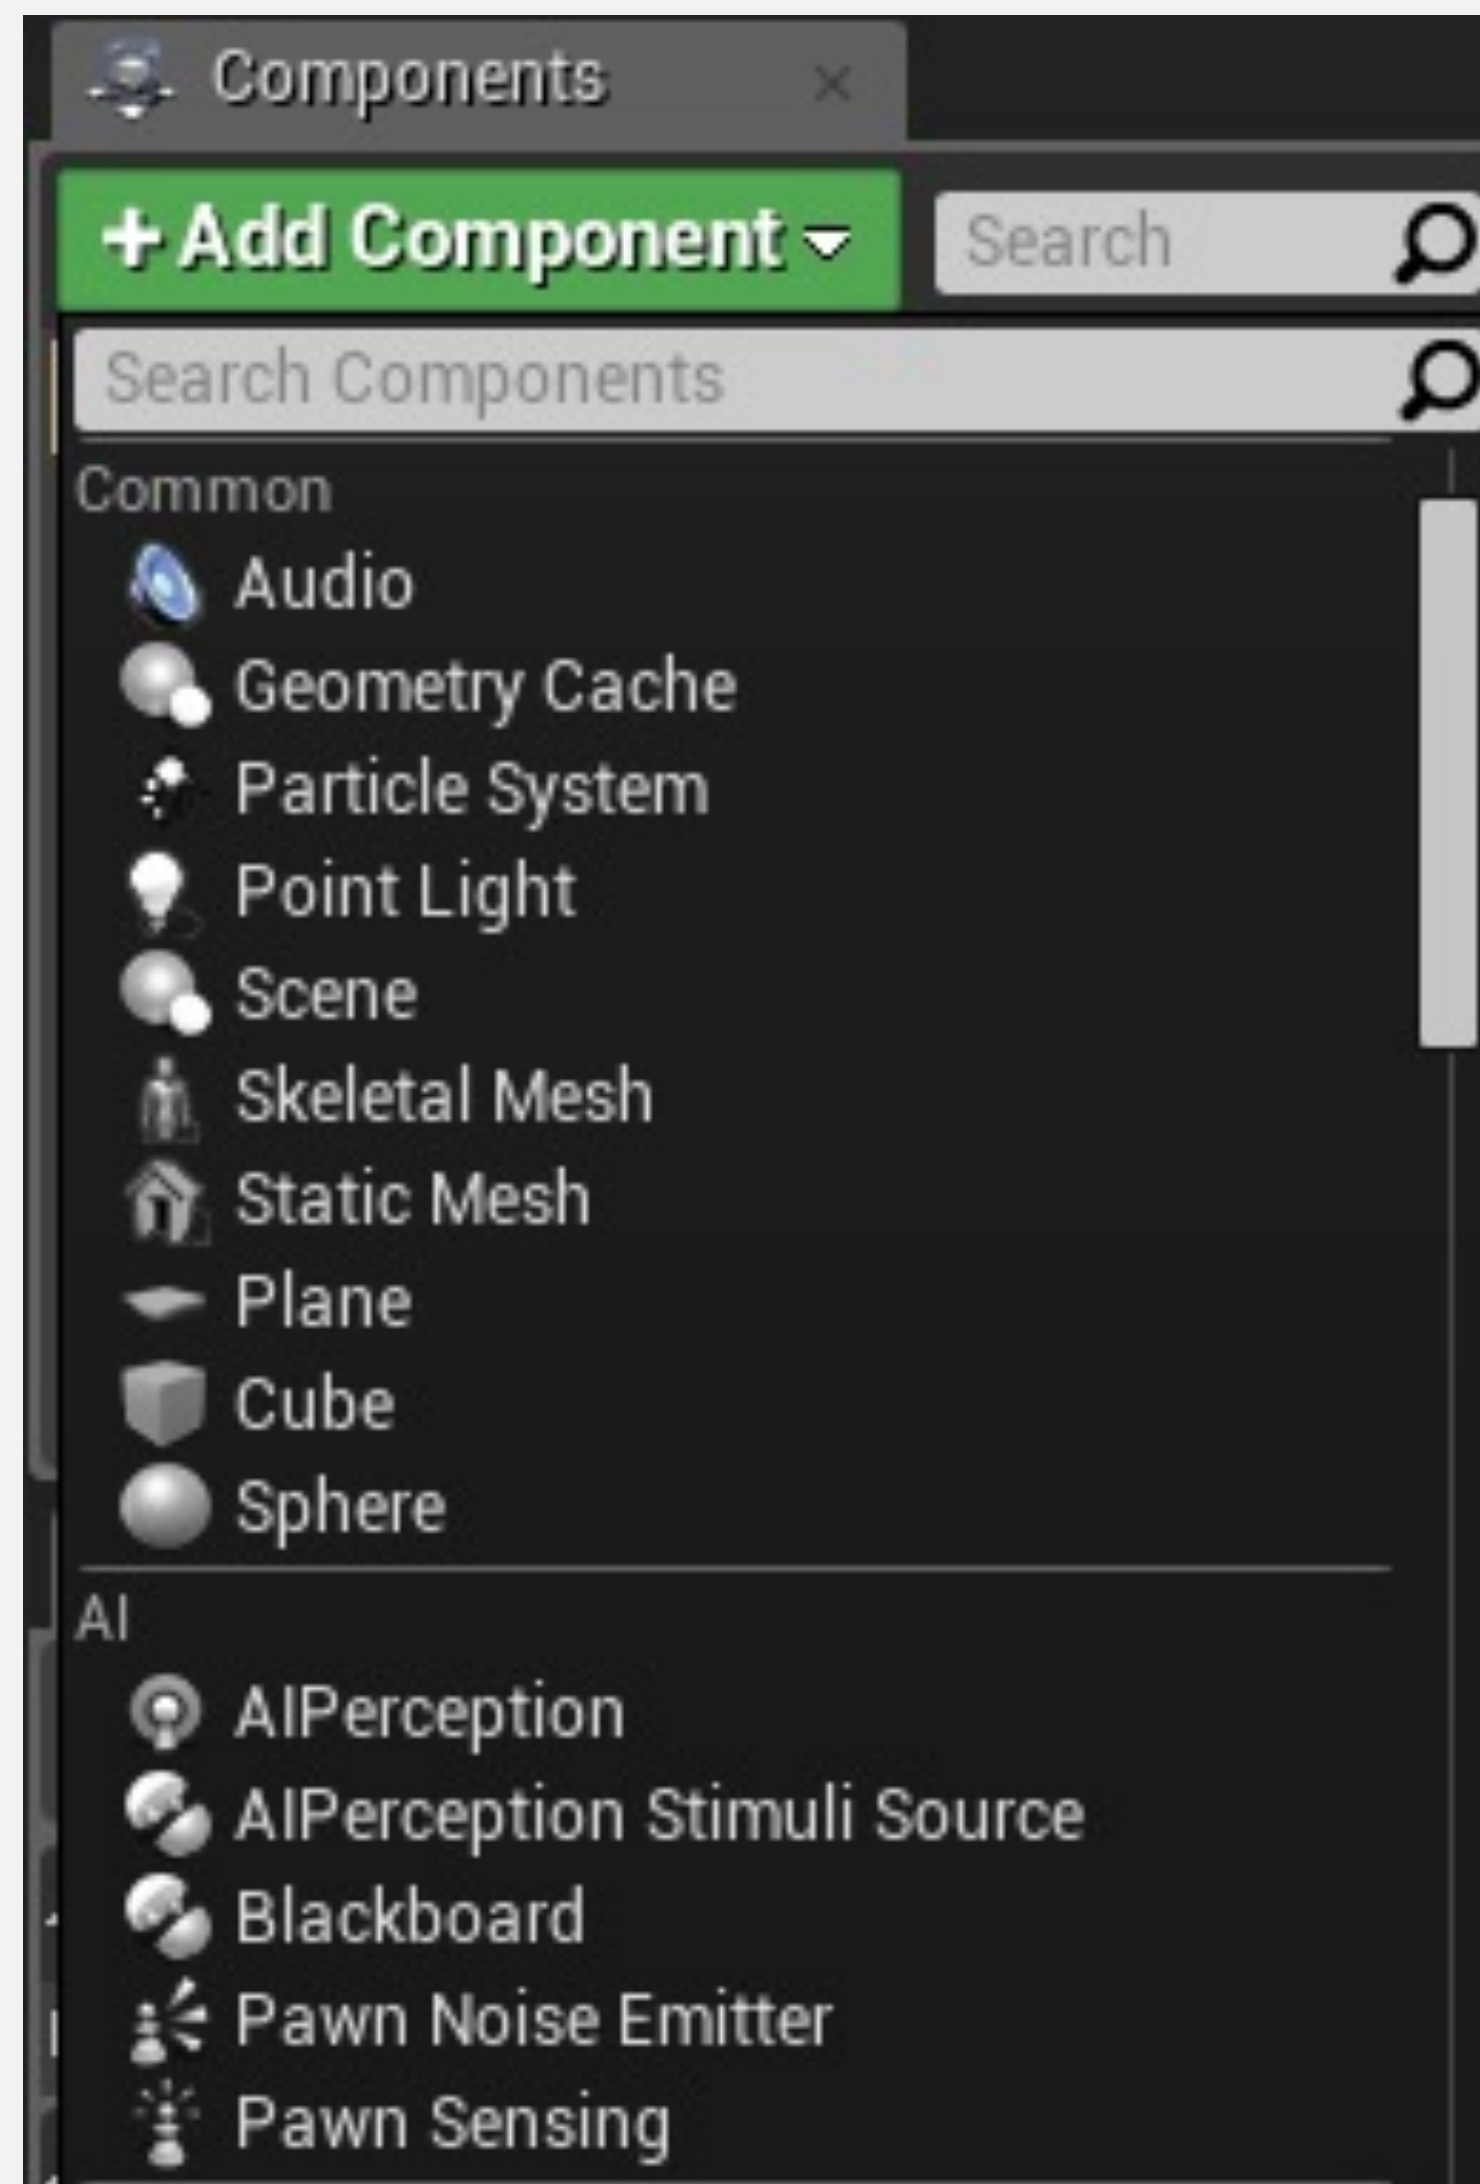 Components
Add Component
Search
Search Components
Common
Audio
Geometry Cache
Particle System
Point Light
Scene
Skeletal Mesh
Static Mesh
Plane
Cube
Sphere
AI
AIPerception
AIPerception Stimuli Source
Blackboard
Pawn Noise Emitter
Pawn Sensing